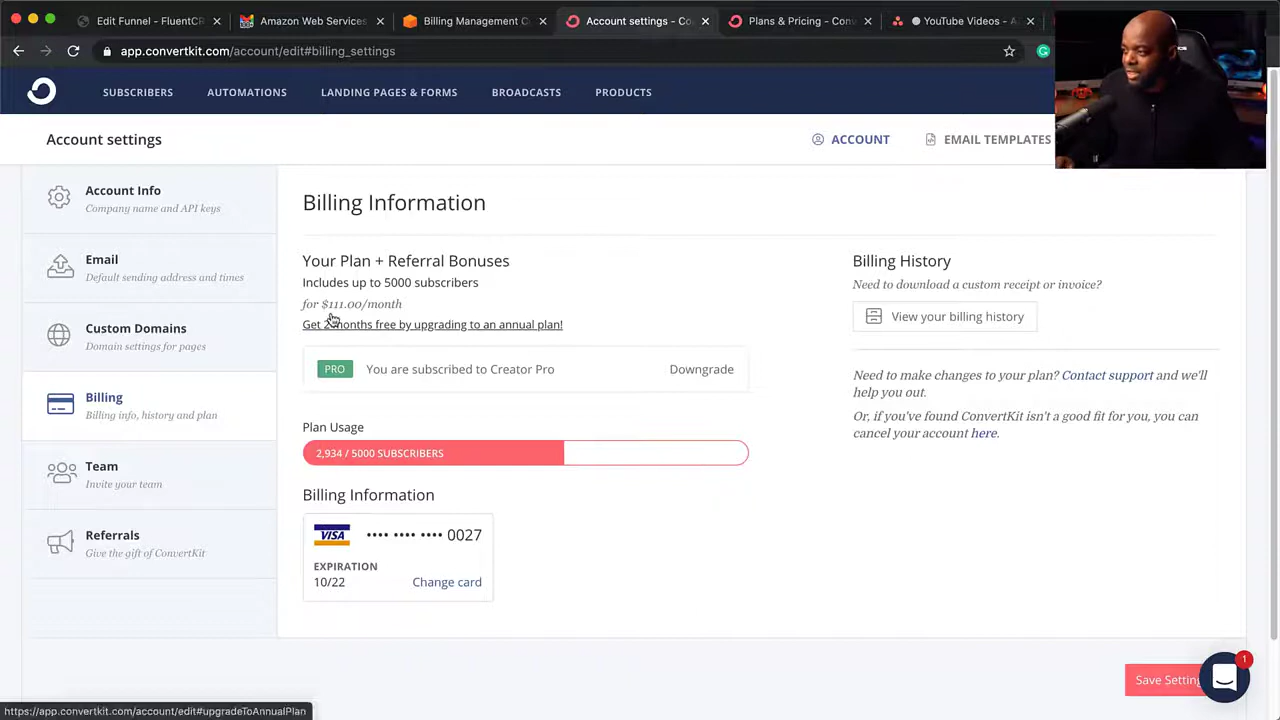 Edit Funnel - FluentCR
Amazon Web Services
Billing Management C
Account settings - Co
Plans & Pricing - Conv
YouTube Videos - A
app.convertkit.com/account/edit#billing_settings
SUBSCRIBERS
AUTOMATIONS
LANDING PAGES & FORMS
BROADCASTS
PRODUCTS
Account settings
ACCOUNT
EMAIL TEMPLATES
Account Info
Company name and API keys
Email
Default sending address and times
Custom Domains
Domain settings for pages
Billing
Billing info, history and plan
Team
Invite your team
Referrals
Give the gift of ConvertKit
Billing Information
Your Plan + Referral Bonuses
Includes up to 5000 subscribers
for $111.00/month
Get 2 months free by upgrading to an annual plan!
PRO You are subscribed to Creator Pro Downgrade
Plan Usage
2,934 / 5000 SUBSCRIBERS
Billing Information
VISA •••• •••• •••• 0027
EXPIRATION
10/22 Change card
Billing History
Need to download a custom receipt or invoice?
View your billing history
Need to make changes to your plan? Contact support and we'll
help you out.
Or, if you've found ConvertKit isn't a good fit for you, you can
cancel your account here.
Save Setting
1
https://app.convertkit.com/account/edit#upgradeToAnnualPlan